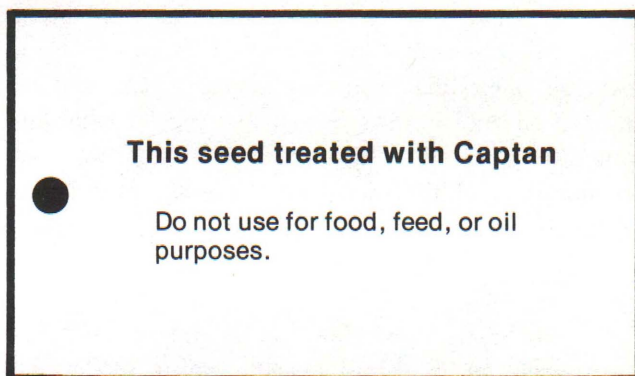 This seed treated with Captan
Do not use for food, feed, or oil
purposes.